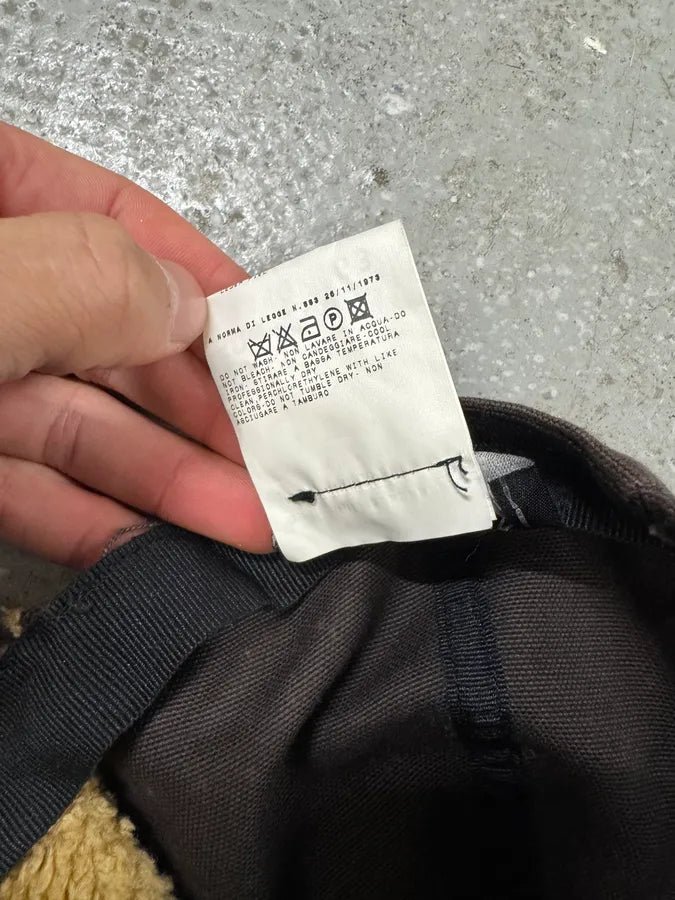 A NORMA DI LEGGE N.883 26/11/1973
P
DO NOT WASH- NON LAVARE IN ACQUA-DO
NOT BLEACH- NON CANDEGGIARE-COOL
IRON- STIRARE A BASSA TEMPERATURA
PROFESSIONALLY DRY
CLEAN,PERCHLORETHYLENE WITH LIKE
COLORS-DO NOT TUMBLE DRY- NON
ASCIUGARE A TAMBURO